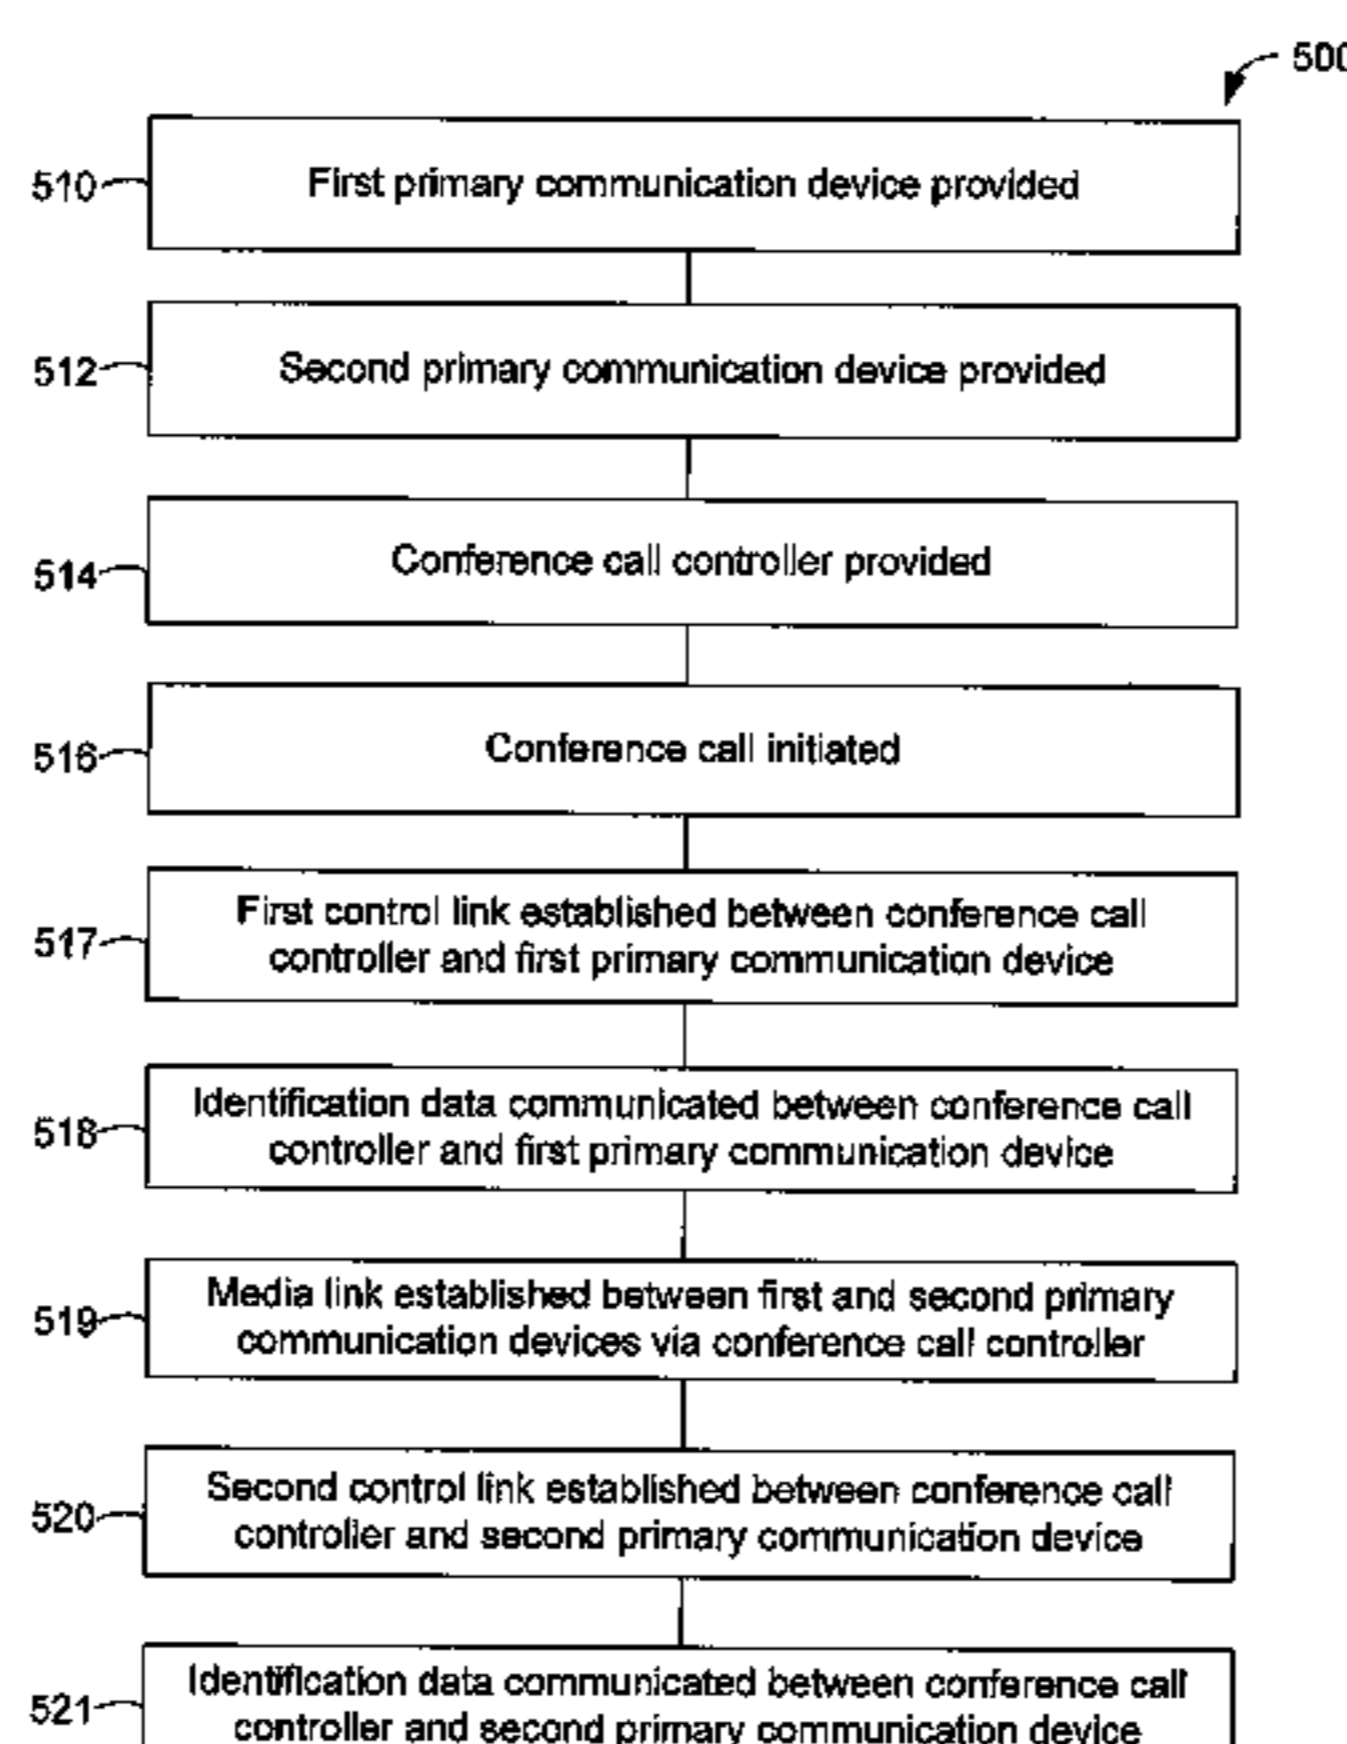 500
510
First primary communication device provided
512
Second primary communication device provided
514
Conference call controller provided
516
Conference call initiated
517
First control link established between conference call
controller and first primary communication device
518
Identification data communicated between conference call
controller and first primary communication device
519
Media link established between first and second primary
communication devices via conference call controller
520
Second control link established between conference call
controller and second primary communication device
521
Identification data communicated between conference call
controller and second primary communication device